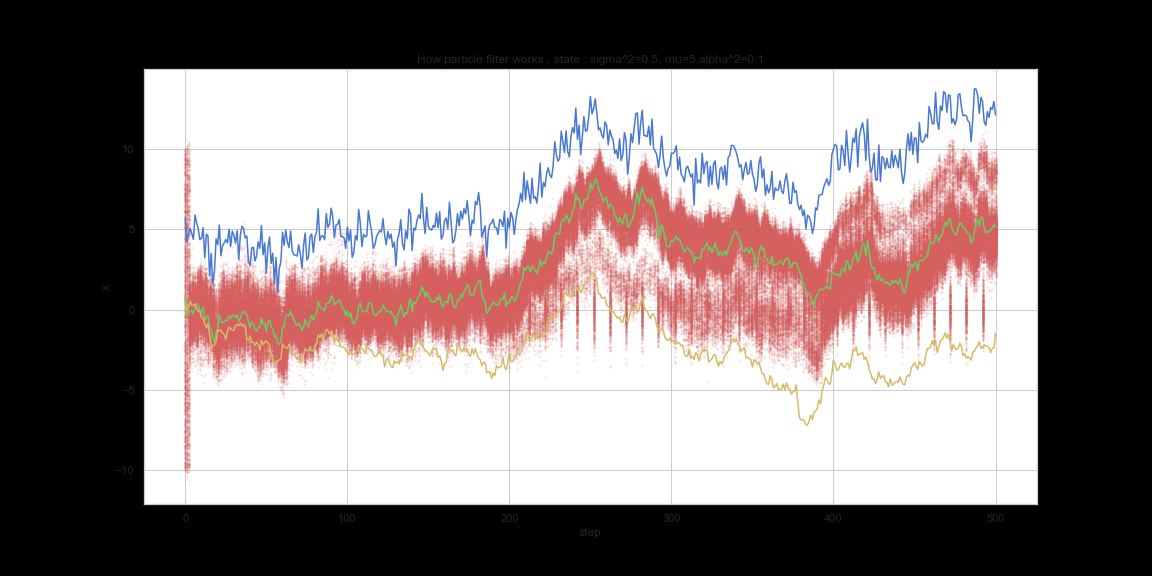 How particle filter works , state : sigma^2=0.5, mu=5,alpha^2=0.1
10
5
0
−5
−10
x
0 100 200 300 400 500
step